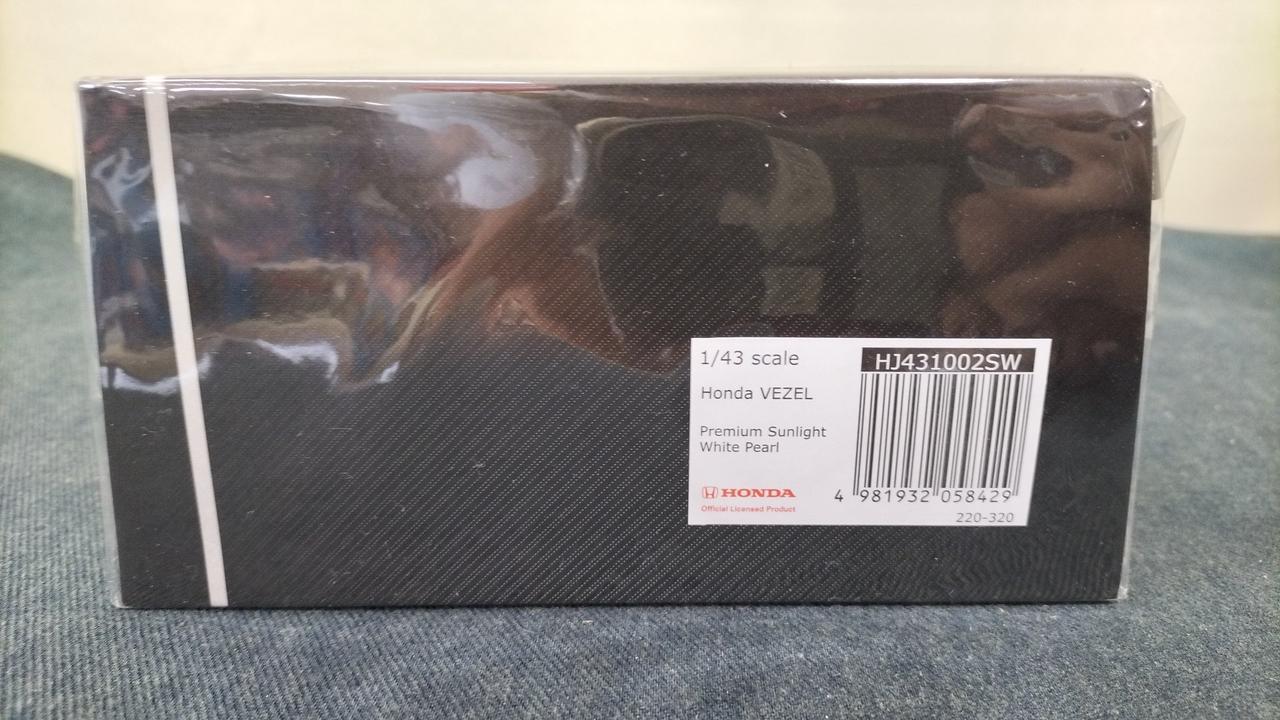 1/43 scale
HJ431002SW
Honda VEZEL
Premium Sunlight
White Pearl
HONDA
Official Licensed Product
4 981932 058429
220-320